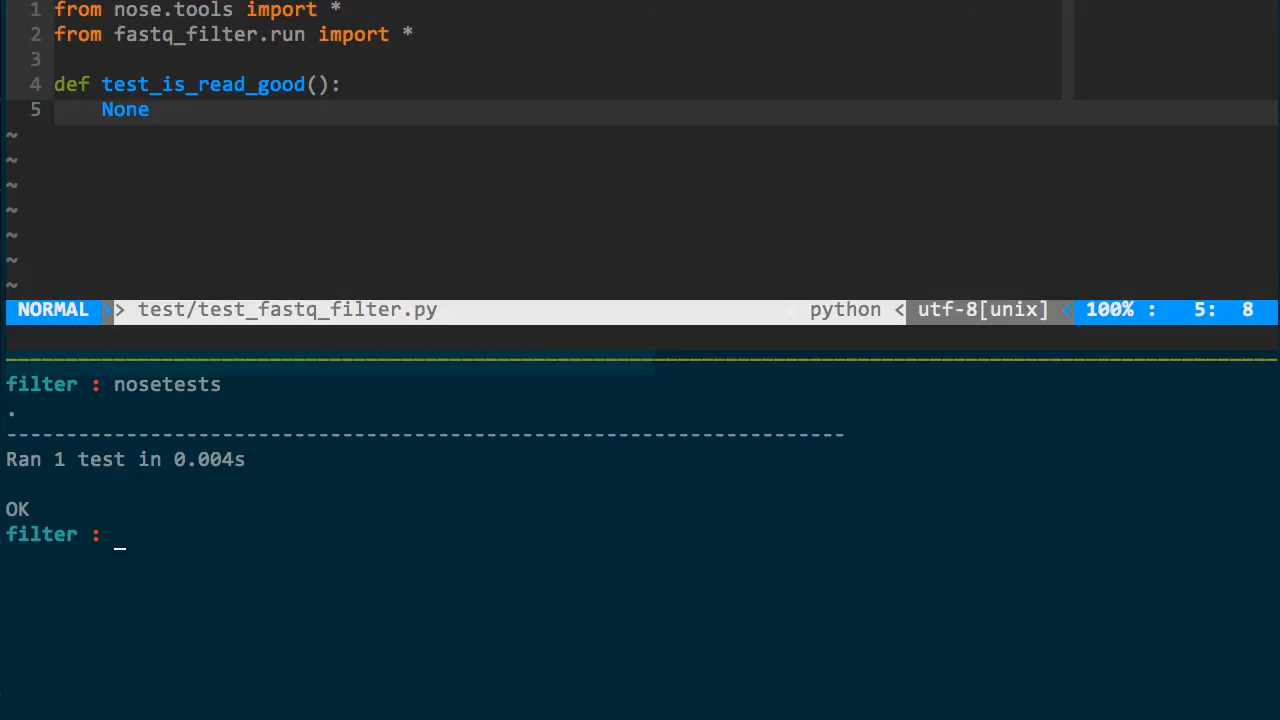 1 from nose.tools import *
2 from fastq_filter.run import *
3
4 def test_is_read_good():
5     None
~
~
~
~
~
~
~
NORMAL > test/test_fastq_filter.py < python < utf-8[unix] < 100% : 5: 8
filter : nosetests
.
----------------------------------------------------------------------
Ran 1 test in 0.004s
OK
filter : _